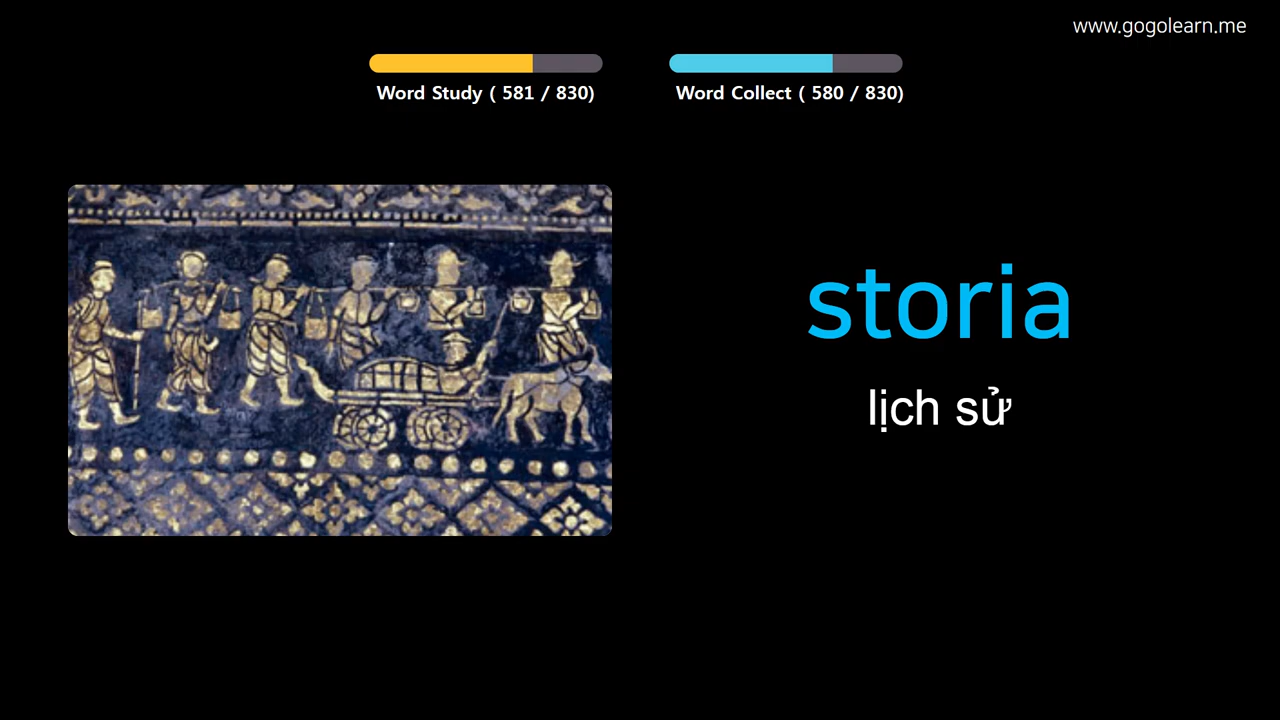 www.gogolearn.me
Word Study ( 581 / 830)
Word Collect ( 580 / 830)
storia
lịch sử